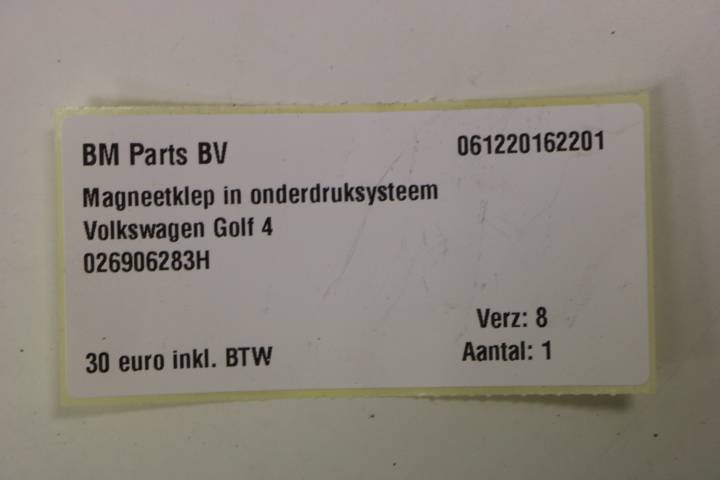 BM Parts BV 061220162201
Magneetklep in onderdruksysteem
Volkswagen Golf 4
026906283H
Verz: 8
30 euro inkl. BTW Aantal: 1